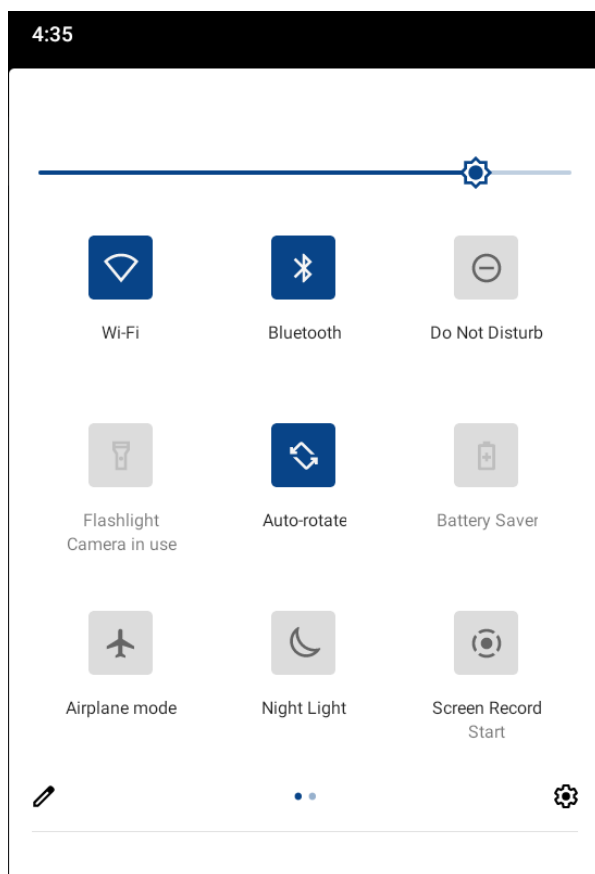 4:35
Wi-Fi
Bluetooth
Do Not Disturb
Flashlight
Camera in use
Auto-rotate
Battery Saver
Airplane mode
Night Light
Screen Record
Start